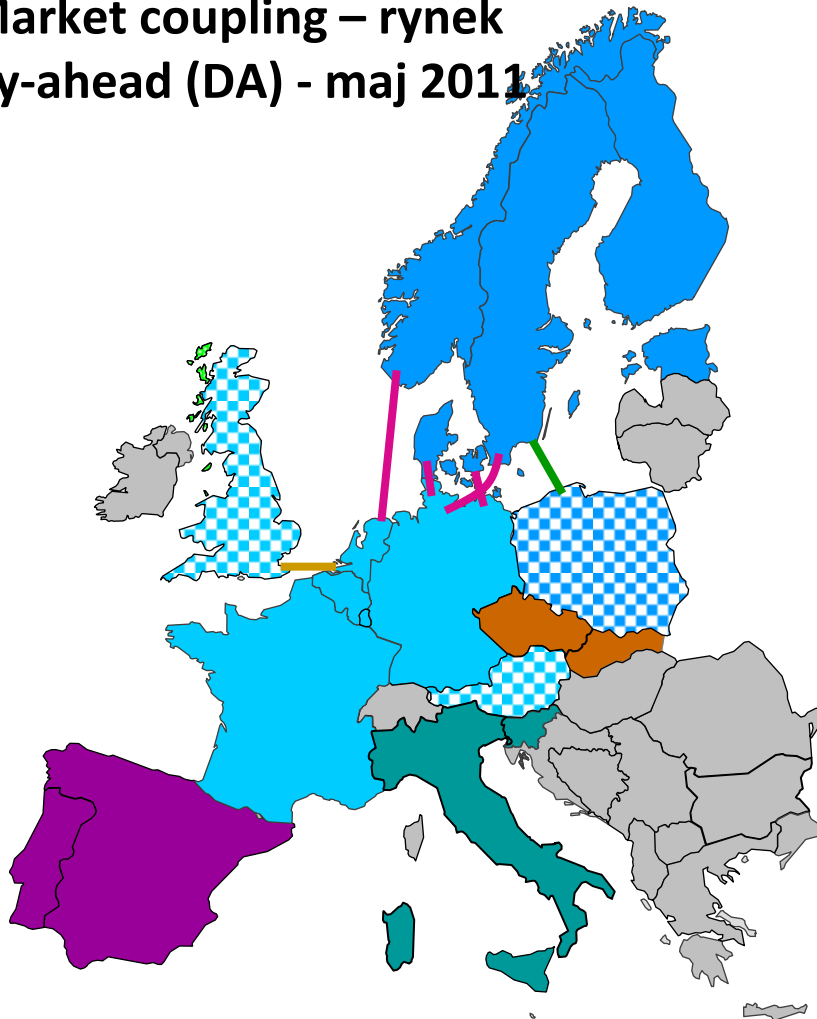 arket coupling – rynek
y-ahead (DA) - maj 2011